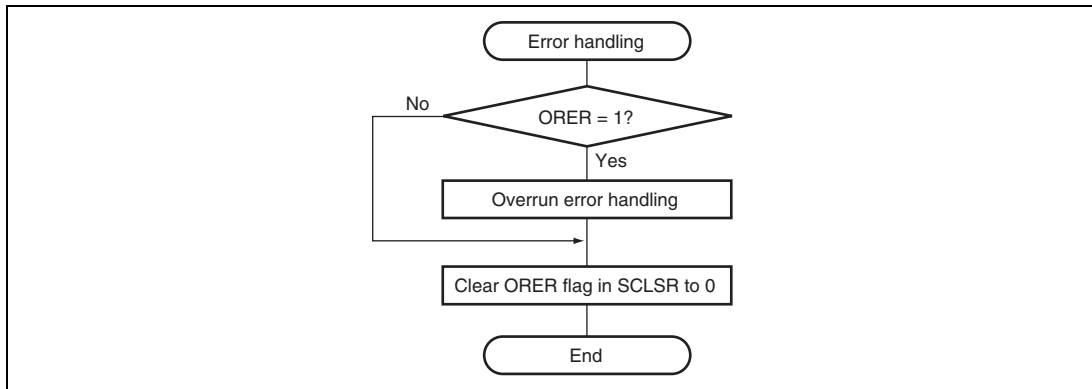 Error handling
No
ORER = 1?
Yes
Overrun error handling
Clear ORER flag in SCLSR to 0
End